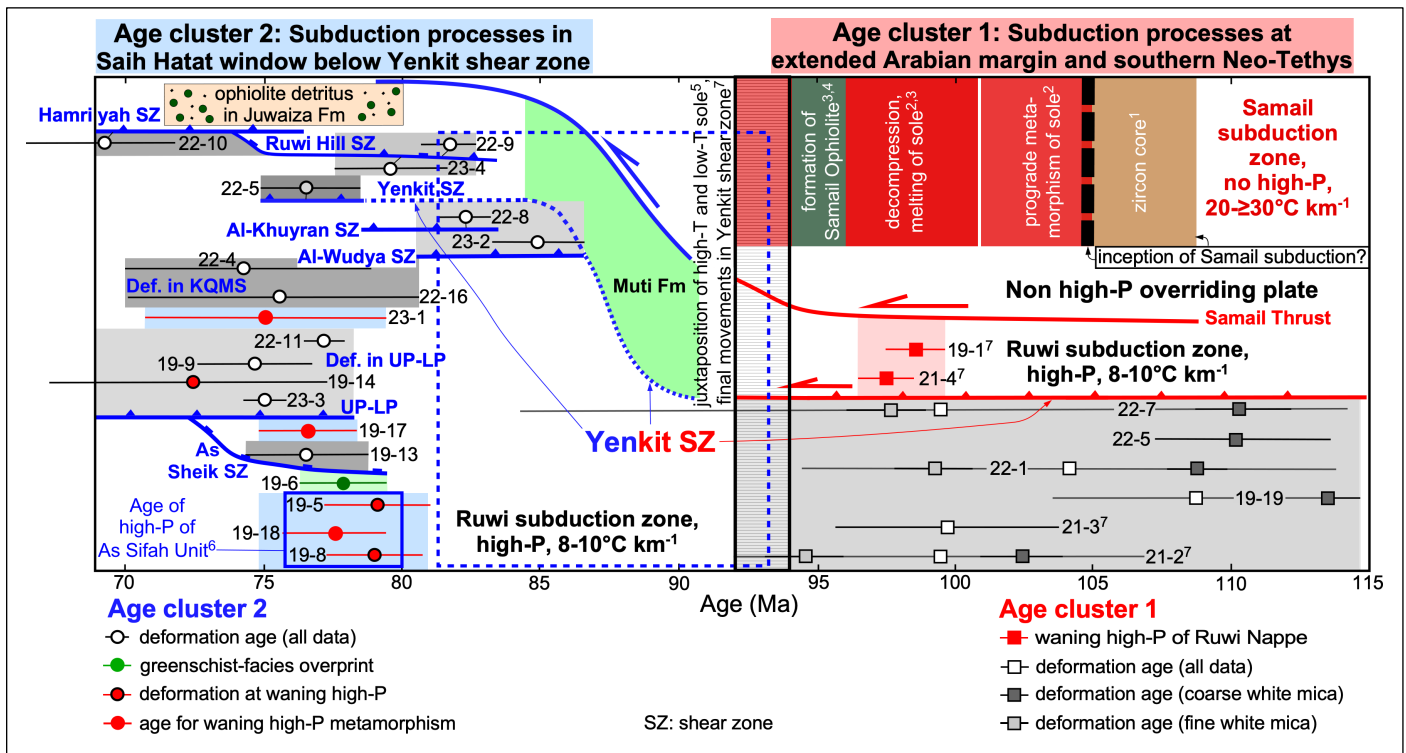 Age cluster 2: Subduction processes in
Saih Hatat window below Yenkit shear zone
Age cluster 1: Subduction processes at
extended Arabian margin and southern Neo-Tethys
ophiolite detritus
in Juwaiza Fm
Hamriyah SZ
22-10
Ruwi Hill SZ
22-9
23-4
22-5
Yenkit SZ
22-8
Al-Khuyran SZ
23-2
Al-Wudya SZ
22-4
Def. in KQMS
22-16
23-1
22-11
19-9
Def. in UP-LP
19-14
23-3
UP-LP
19-17
As
Sheik SZ
19-13
19-6
19-5
Age of
high-P of
As Sifah Unit⁶
19-18
19-8
Muti Fm
juxtaposition of high-T and low-T sole⁵,
final movements in Yenkit shear zone⁷
formation of
Samail Ophiolite³,⁴
decompression,
melting of sole²,³
prograde meta-
morphism of sole²
zircon core¹
Samail
subduction
zone,
no high-P,
20-≥30°C km⁻¹
inception of Samail subduction?
Non high-P overriding plate
Samail Thrust
19-1⁷
21-4⁷
Ruwi subduction zone,
high-P, 8-10°C km⁻¹
Yenkit SZ
22-7
22-5
22-1
19-19
21-3⁷
21-2⁷
Ruwi subduction zone,
high-P, 8-10°C km⁻¹
70 75 80 85 90 95 100 105 110 115
Age (Ma)
Age cluster 2
deformation age (all data)
greenschist-facies overprint
deformation at waning high-P
age for waning high-P metamorphism
SZ: shear zone
Age cluster 1
waning high-P of Ruwi Nappe
deformation age (all data)
deformation age (coarse white mica)
deformation age (fine white mica)